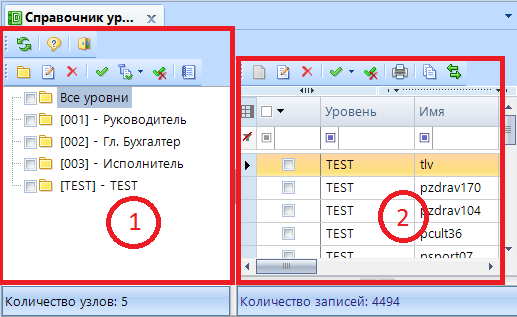 Справочник ур...
Все уровни
[001] - Руководитель
[002] - Гл. Бухгалтер
[003] - Исполнитель
[TEST] - TEST
1
Количество узлов: 5
Уровень Имя
TEST tlv
TEST pzdrav170
TEST pzdrav104
TEST pcult36
TEST psport07
2
Количество записей: 4494